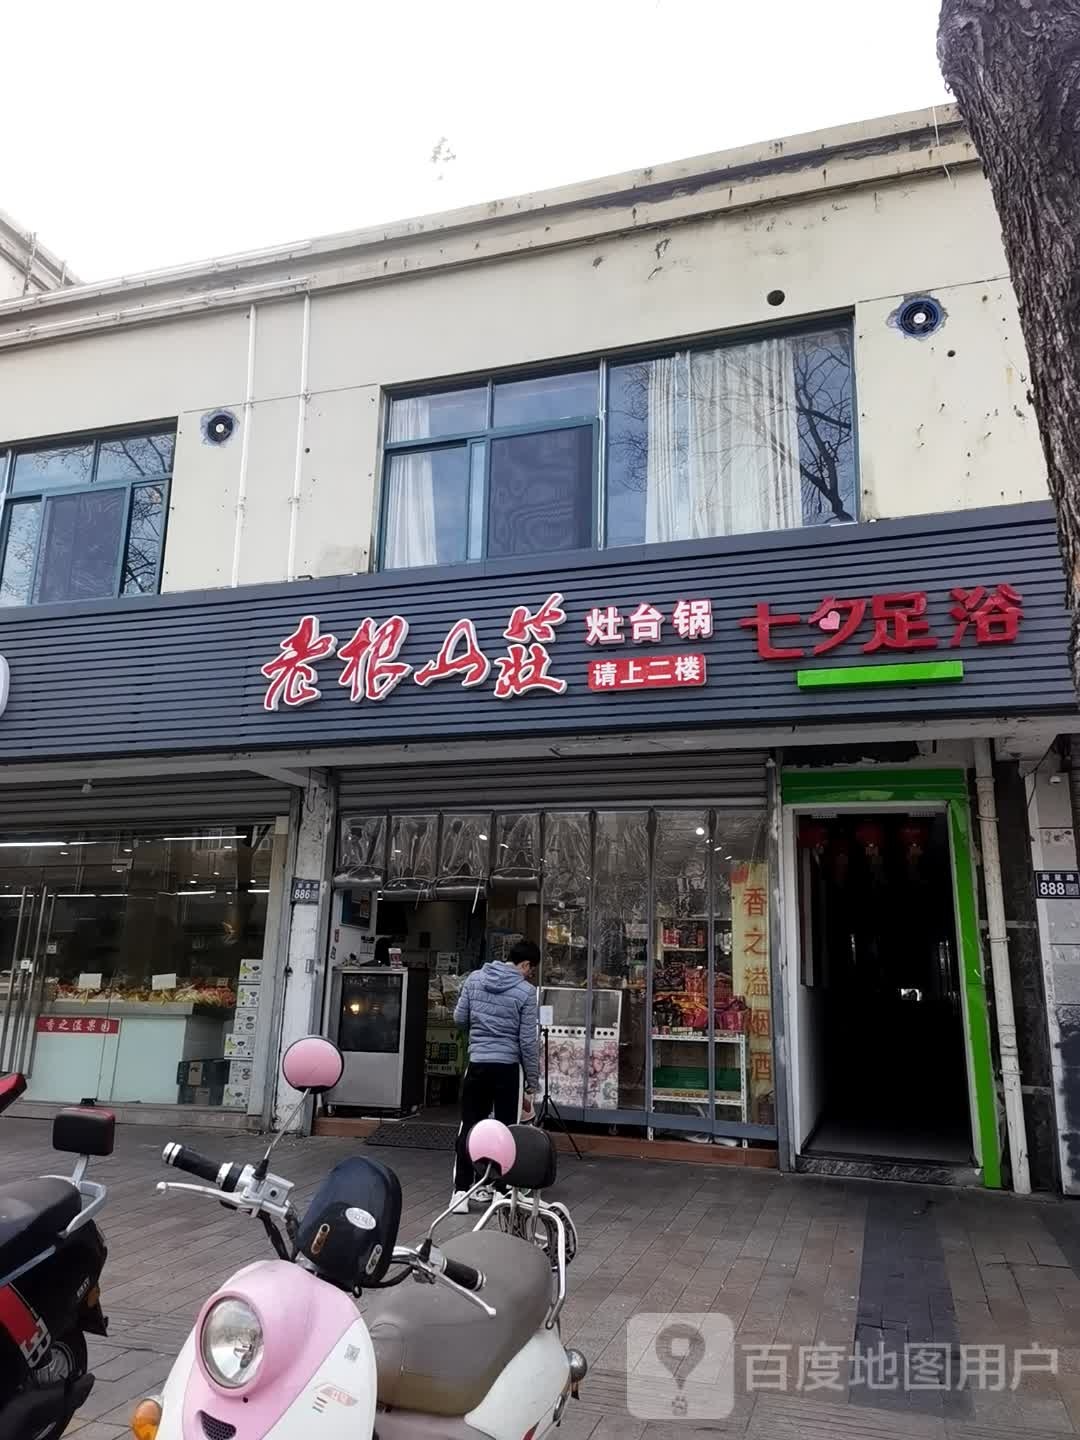 老根山莊
灶台锅
请上二楼
七夕足浴
886
888
香之溢烟酒
香之溢果园
百度地图用户